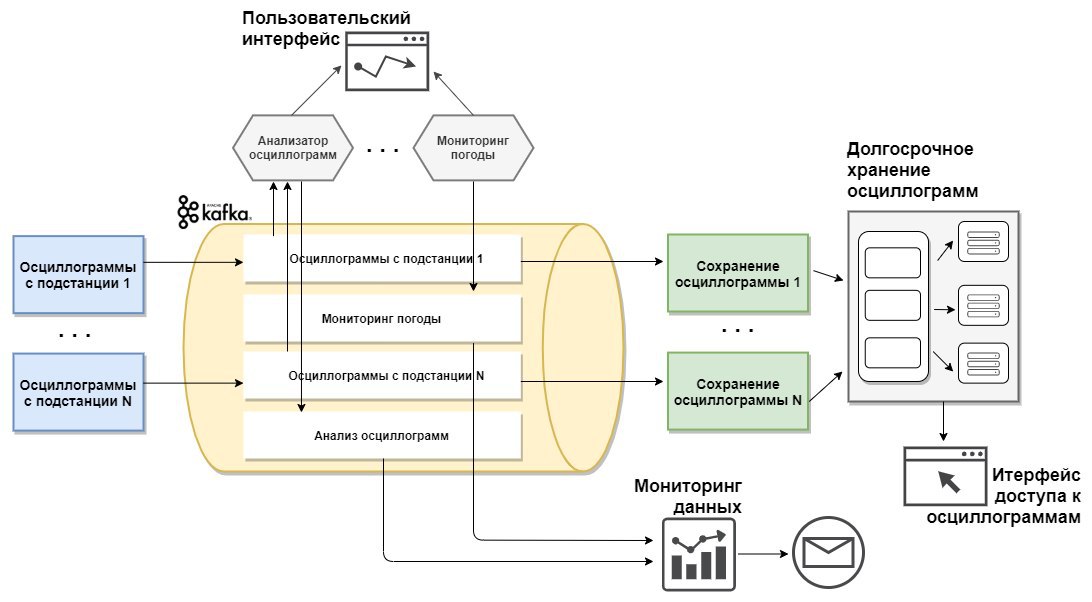 Пользовательский
интерфейс
Анализатор
осциллограмм
. . .
Мониторинг
погоды
Долгосрочное
хранение
осциллограмм
APACHE
kafka
Осциллограммы
с подстанции 1
. . .
Осциллограммы
с подстанции N
Осциллограммы с подстанции 1
Мониторинг погоды
Осциллограммы с подстанции N
Анализ осциллограмм
Сохранение
осциллограммы 1
. . .
Сохранение
осциллограммы N
Итерфейс
доступа к
осциллограммам
Мониторинг
данных